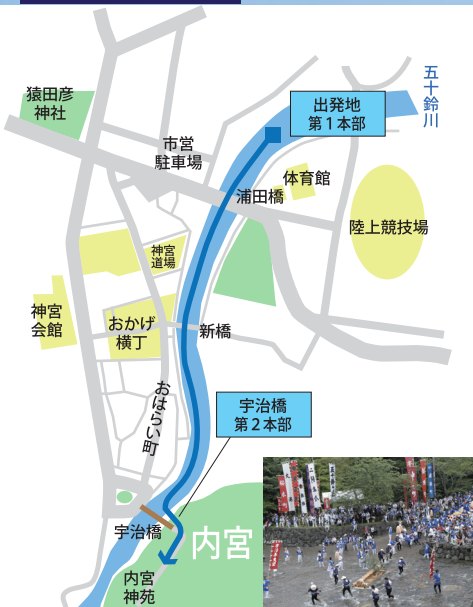 五十鈴川
猿田彦
神社
出発地
第1本部
市営
駐車場
体育館
浦田橋
陸上競技場
神宮
道場
神宮
会館
おかげ
横丁
新橋
おはらい町
宇治橋
第2本部
宇治橋
内宮
内宮
神苑